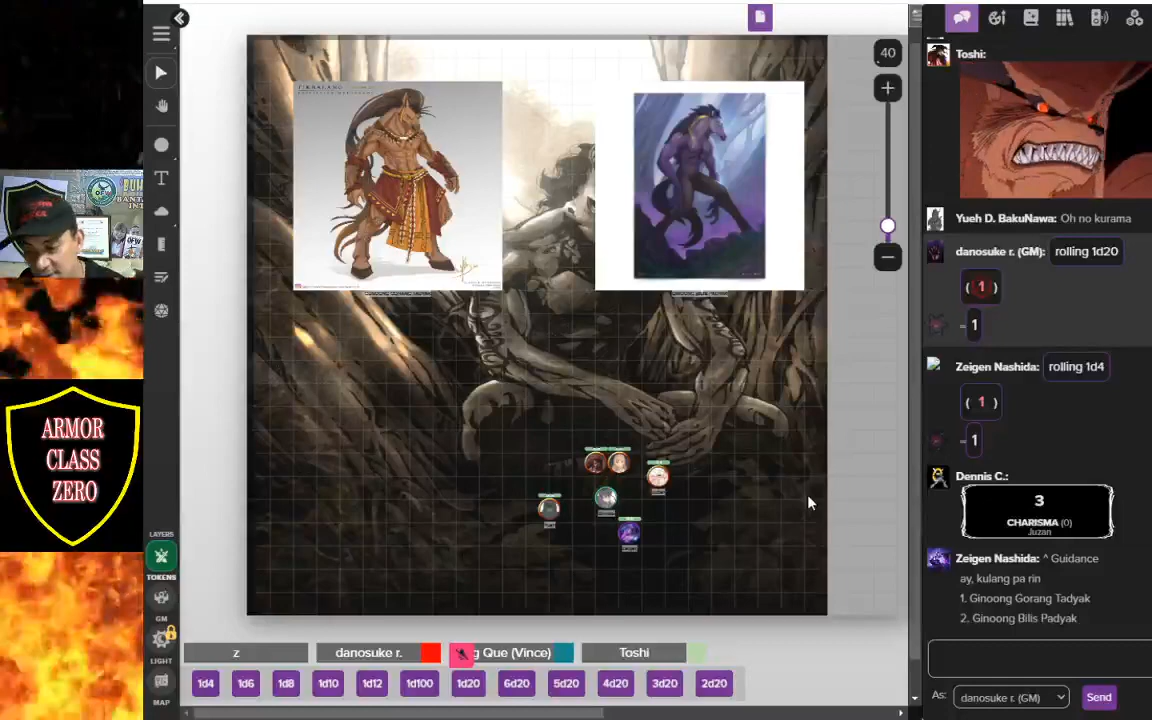 40
Toshi:
Yueh D. BakuNawa: Oh no kurama
danosuke r. (GM): rolling 1d20
( 1 )
= 1
Zeigen Nashida: rolling 1d4
( 1 )
= 1
Dennis C.:
3
CHARISMA (0)
Juzan
Zeigen Nashida: ^ Guidance
ay, kulang pa rin
1. Ginoong Gorang Tadyak
2. Ginoong Bilis Padyak
As: danosuke r. (GM)
Send
ARMOR
CLASS
ZERO
LAYERS
TOKENS
GM
LIGHT
MAP
z
danosuke r.
g Que (Vince)
Toshi
1d4 1d6 1d8 1d10 1d12 1d100 1d20 6d20 5d20 4d20 3d20 2d20